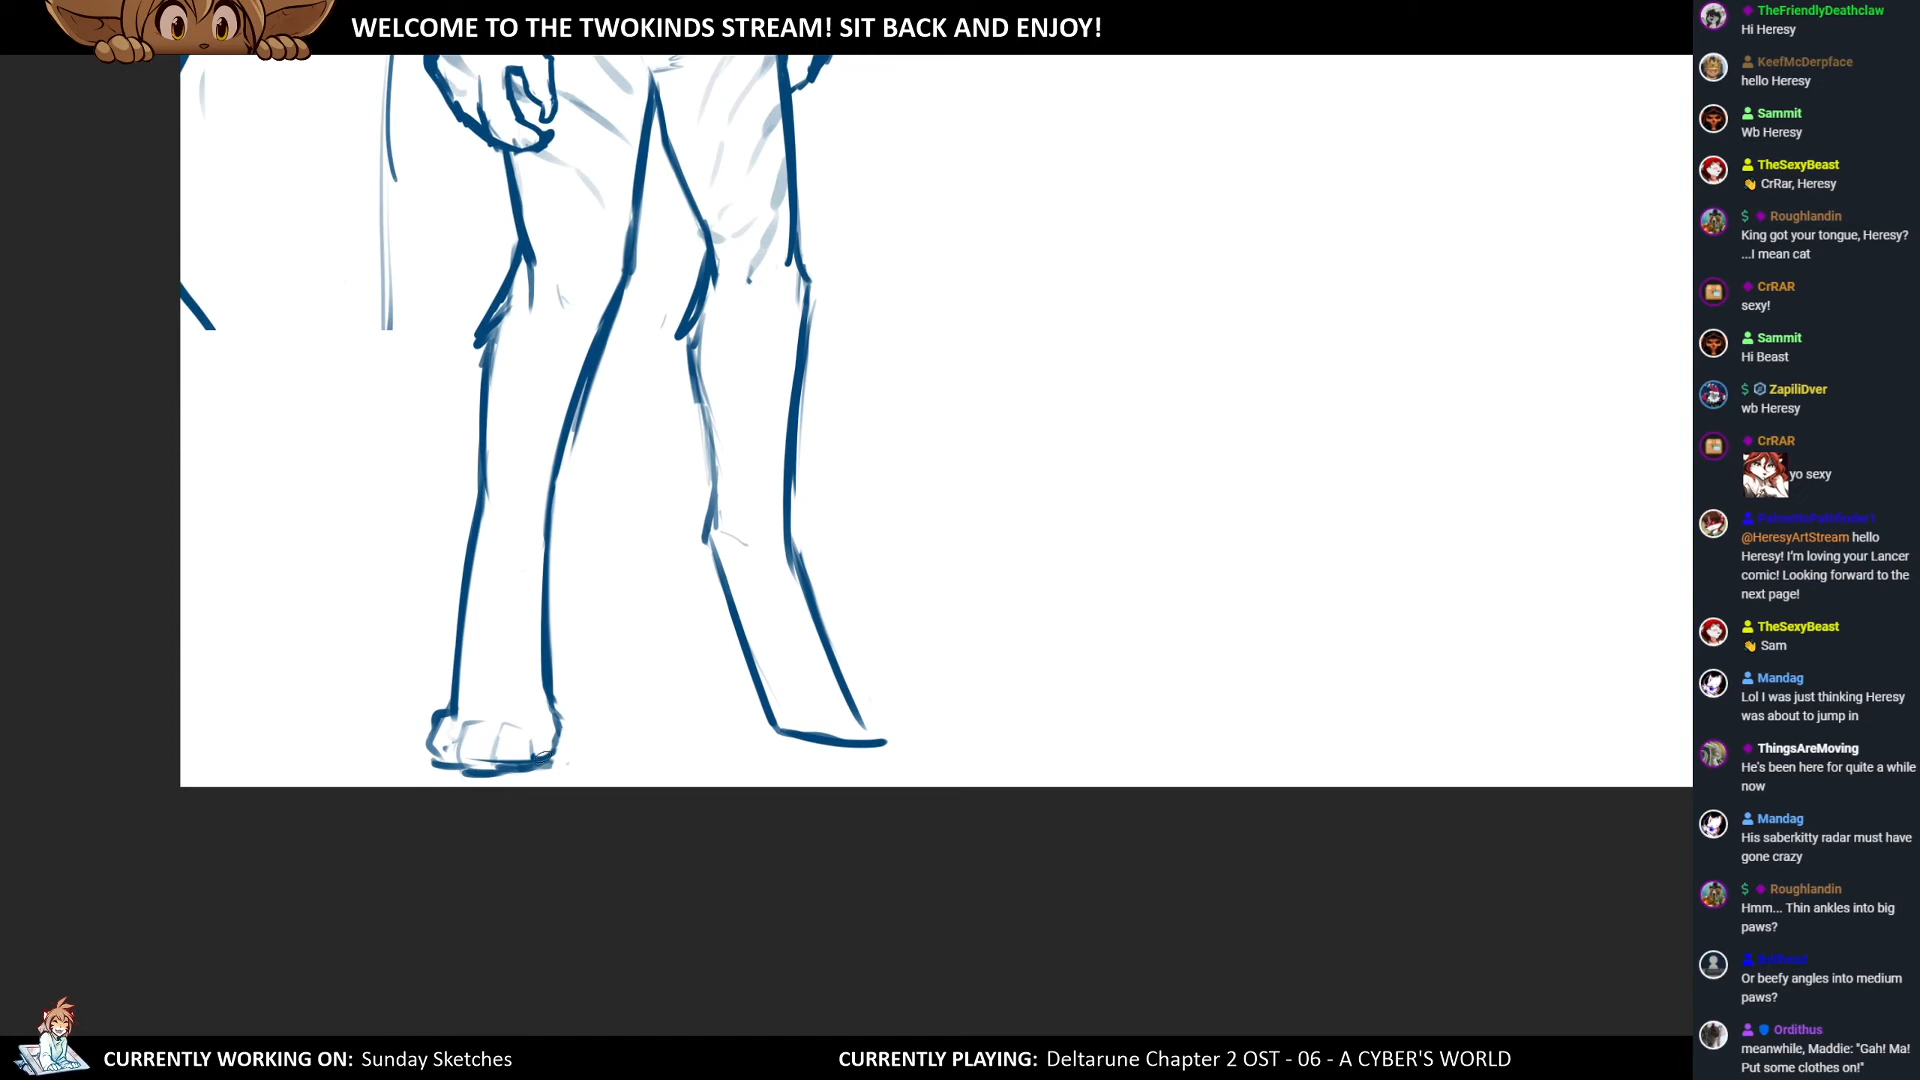 WELCOME TO THE TWOKINDS STREAM! SIT BACK AND ENJOY!
TheFriendlyDeathclaw
Hi Heresy
KeefMcDerpface
hello Heresy
Sammit
Wb Heresy
TheSexyBeast
👋 CrRar, Heresy
$ Roughlandin
King got your tongue, Heresy?
...I mean cat
CrRAR
sexy!
Sammit
Hi Beast
$ ZapiliDver
wb Heresy
CrRAR
yo sexy
@HeresyArtStream hello
Heresy! I'm loving your Lancer
comic! Looking forward to the
next page!
TheSexyBeast
👋 Sam
Mandag
Lol I was just thinking Heresy
was about to jump in
ThingsAreMoving
He's been here for quite a while
now
Mandag
His saberkitty radar must have
gone crazy
$ Roughlandin
Hmm... Thin ankles into big
paws?
Or beefy angles into medium
paws?
Ordithus
meanwhile, Maddie: "Gah! Ma!
Put some clothes on!"
CURRENTLY WORKING ON: Sunday Sketches
CURRENTLY PLAYING: Deltarune Chapter 2 OST - 06 - A CYBER'S WORLD